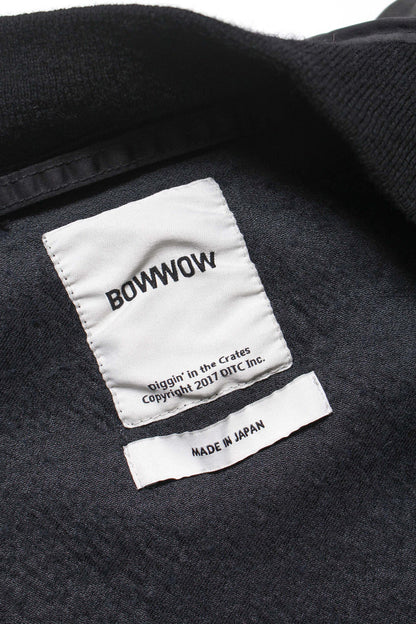 BOWWOW
Diggin' in the Crates
Copyright 2017 DITC Inc.
MADE IN JAPAN